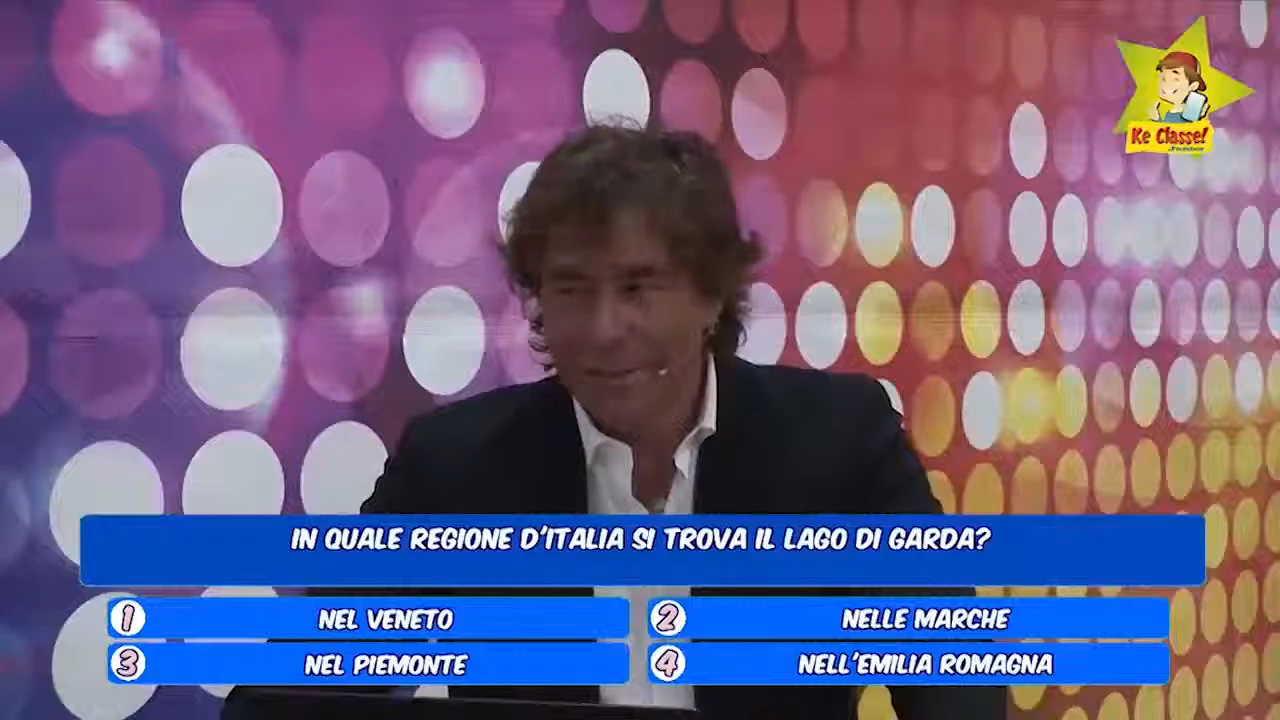 Ke Classe!
IN QUALE REGIONE D'ITALIA SI TROVA IL LAGO DI GARDA?
1 NEL VENETO
2 NELLE MARCHE
3 NEL PIEMONTE
4 NELL'EMILIA ROMAGNA